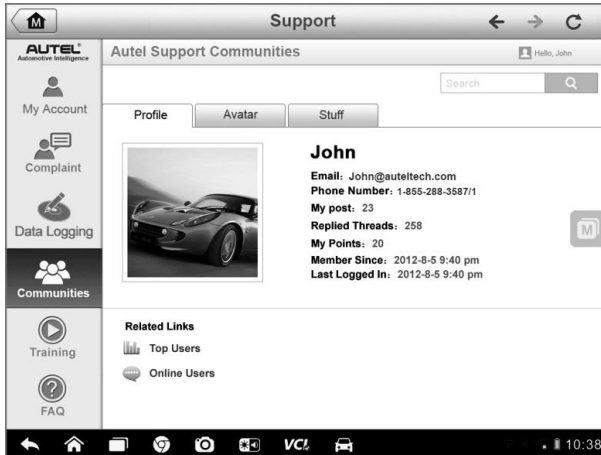 Support
AUTEL®
Automotive Intelligence
Autel Support Communities
Hello, John
Search
My Account
Profile
Avatar
Stuff
John
Email: John@auteltech.com
Phone Number: 1-855-288-3587/1
My post: 23
Replied Threads: 258
My Points: 20
Member Since: 2012-8-5 9:40 pm
Last Logged In: 2012-8-5 9:40 pm
Complaint
Data Logging
M
Communities
Related Links
Top Users
Online Users
Training
FAQ
VCI
10:38